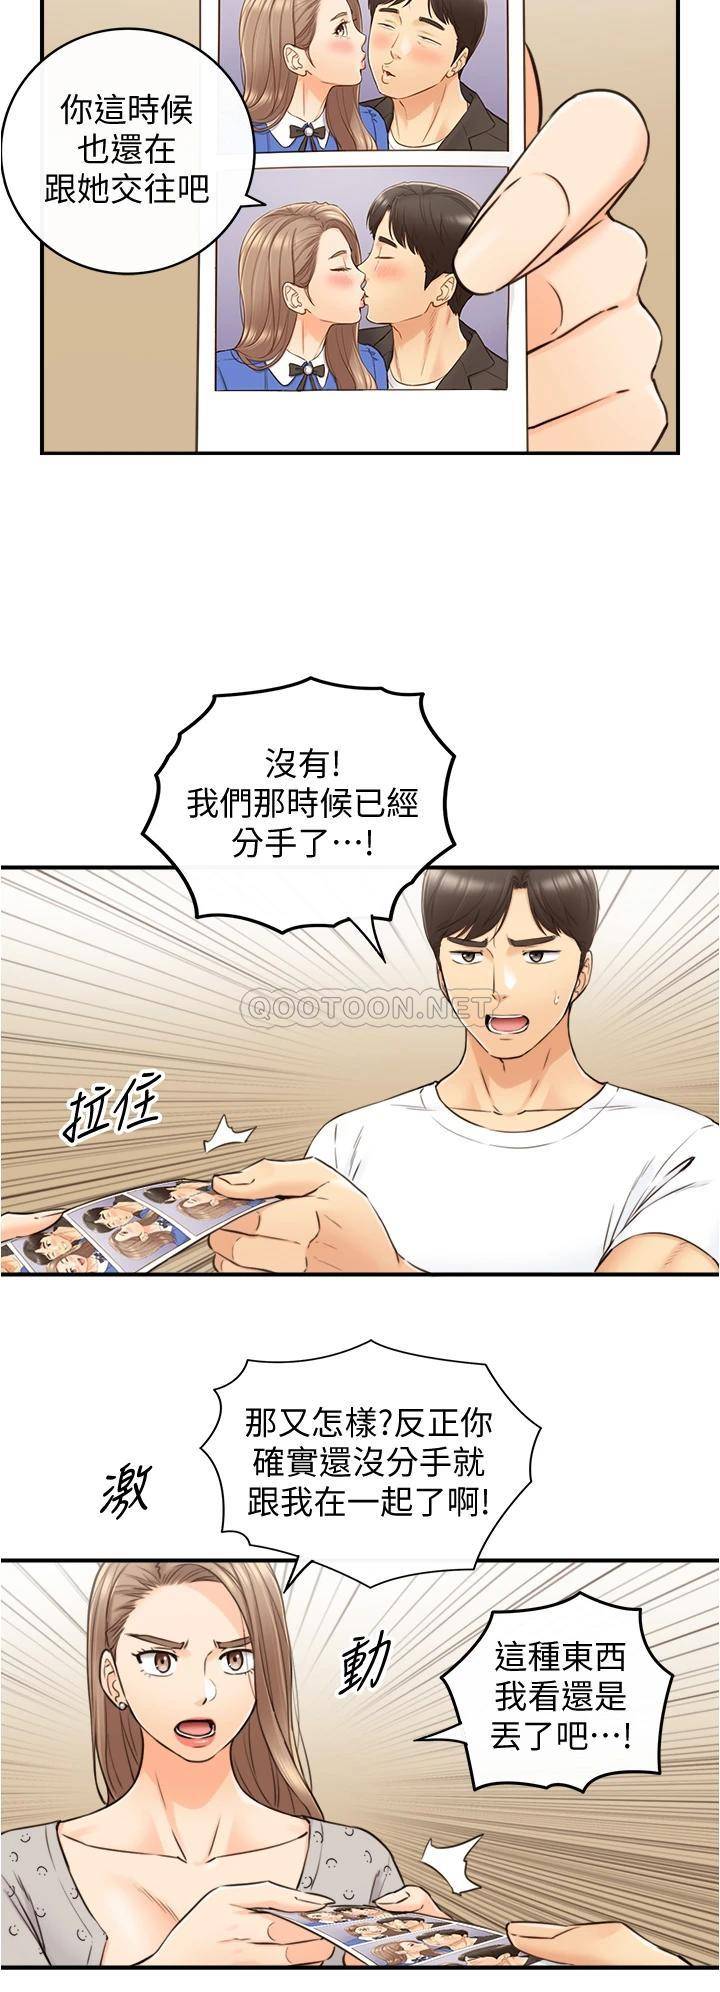 你這時候
也還在
跟她交往吧
沒有!
我們那時候已經
分手了…!
QOOTOON.NET
拉住
那又怎樣?反正你
確實還沒分手就
跟我在一起了啊!
激
動
這種東西
我看還是
丟了吧…!